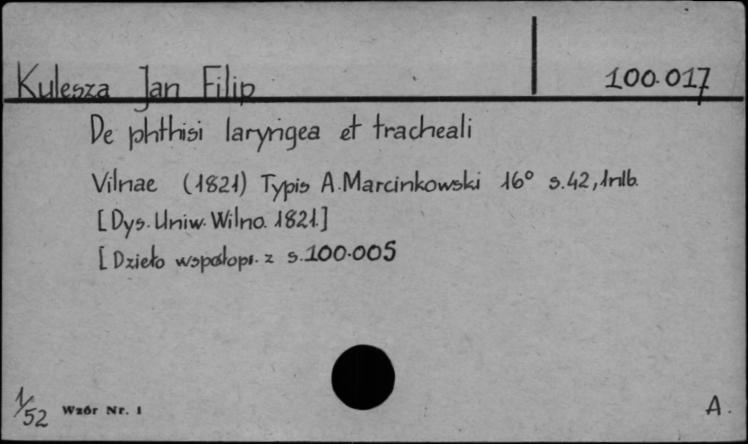 Kulesza Jan Filip 100.017
De phthisi laryngea et tracheali
Vilnae (1821) Typis A. Marcinkowski 16° s.42, 1nlb.
[Dys. Uniw. Wilno. 1821.]
[Dzieło współopr. z s.100.005
1/52 Wzór Nr. 1 A.